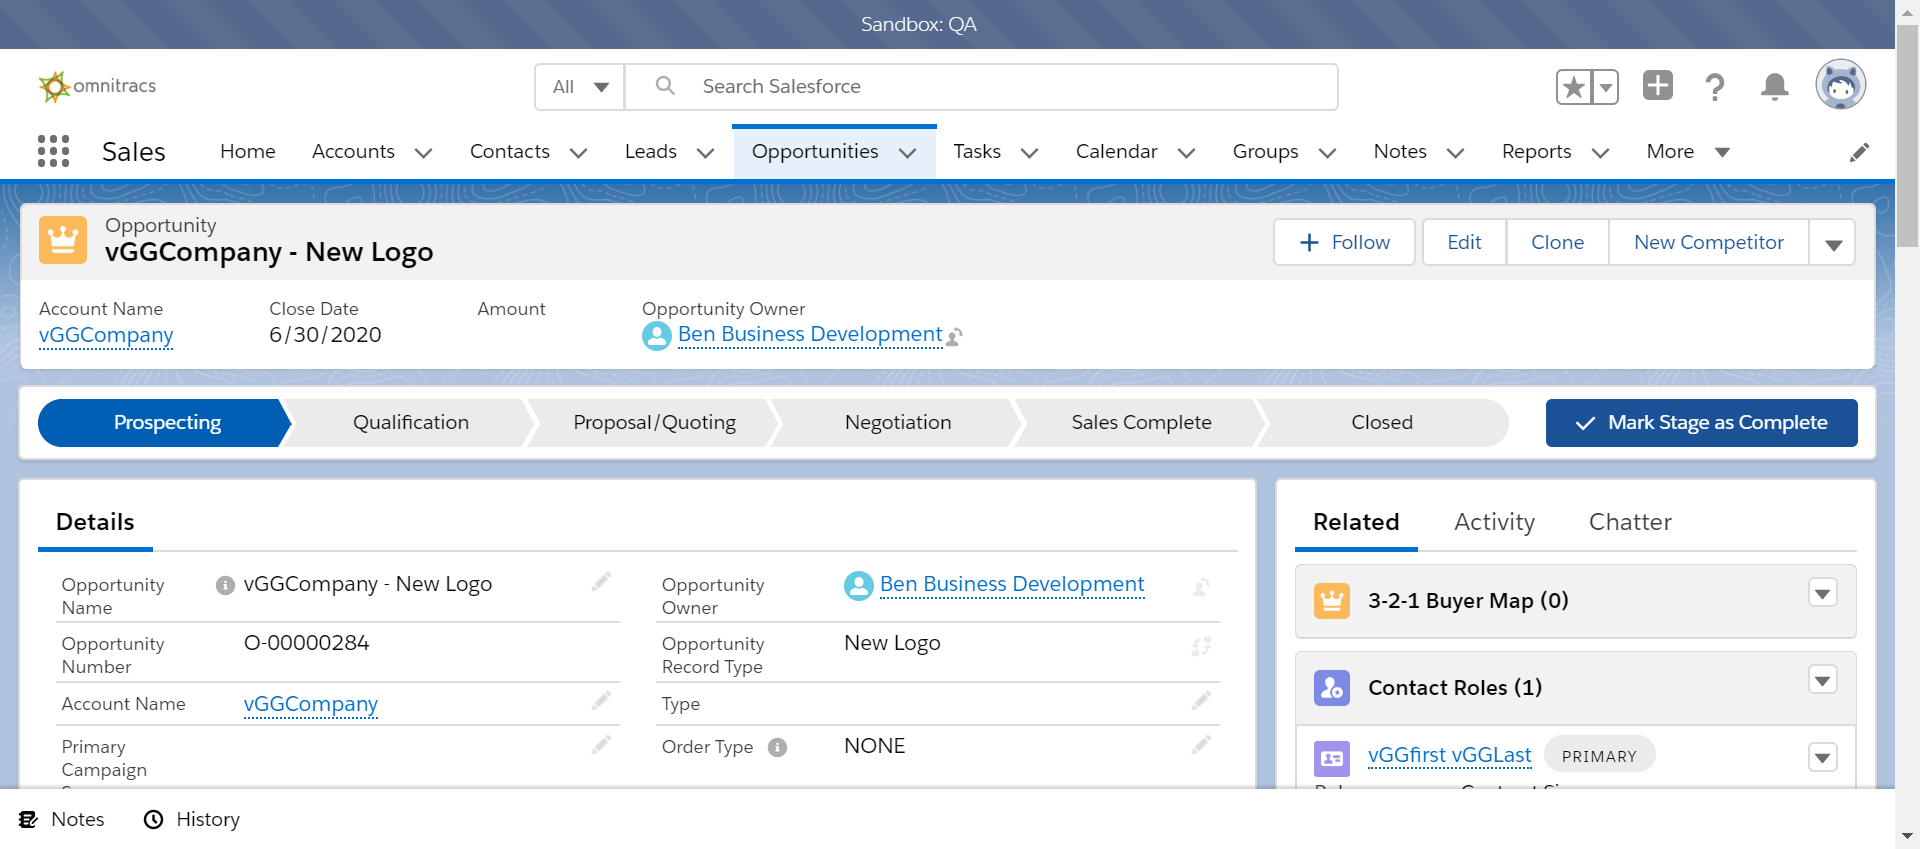 Sandbox: QA
omnitracs
All
Search Salesforce
Sales
Home
Accounts
Contacts
Leads
Opportunities
Tasks
Calendar
Groups
Notes
Reports
More
Opportunity
vGGCompany - New Logo
Follow
Edit
Clone
New Competitor
Account Name
vGGCompany
Close Date
6/30/2020
Amount
Opportunity Owner
Ben Business Development
Prospecting
Qualification
Proposal/Quoting
Negotiation
Sales Complete
Closed
Mark Stage as Complete
Details
Opportunity
Name
vGGCompany - New Logo
Opportunity
Owner
Ben Business Development
Opportunity
Number
O-00000284
Opportunity
Record Type
New Logo
Account Name
vGGCompany
Type
Primary
Campaign
Order Type
NONE
Related
Activity
Chatter
3-2-1 Buyer Map (0)
Contact Roles (1)
vGGfirst vGGLast
PRIMARY
Notes
History